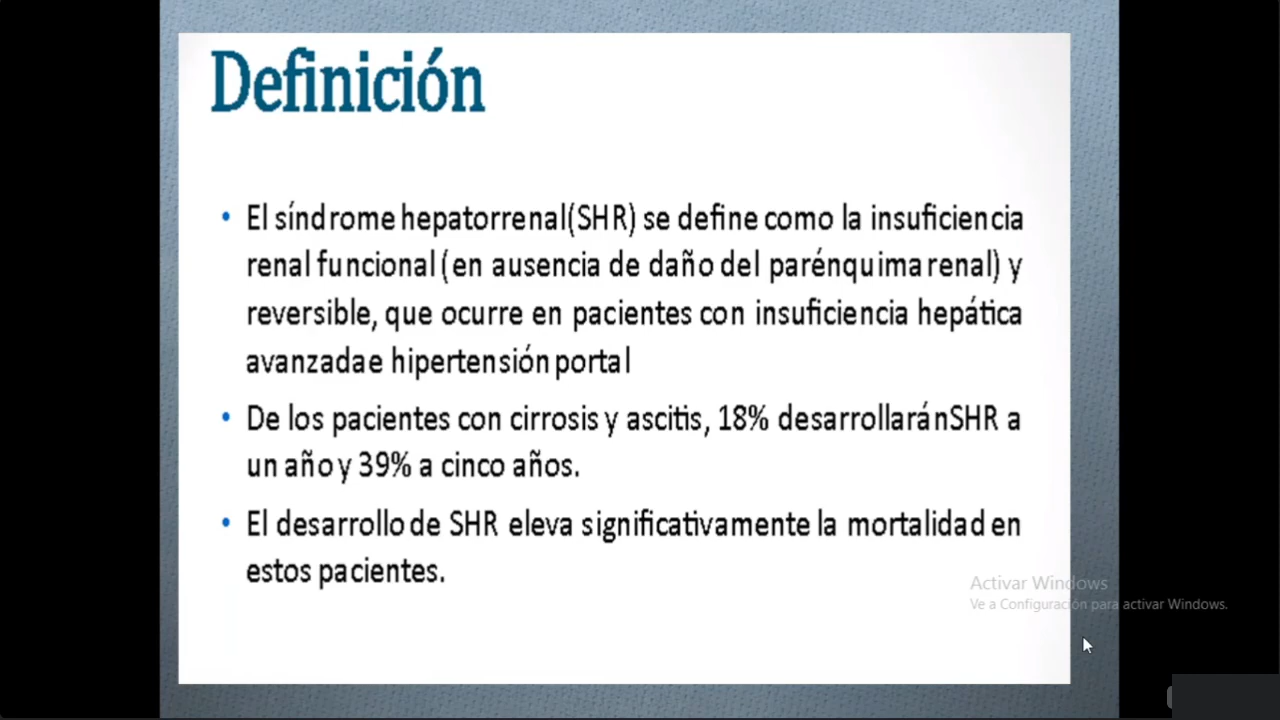 Definición
• El síndrome hepatorrenal(SHR) se define como la insuficiencia
renal funcional (en ausencia de daño del parénquima renal) y
reversible, que ocurre en pacientes con insuficiencia hepática
avanzada e hipertensión portal
• De los pacientes con cirrosis y ascitis, 18% desarrollarán SHR a
un año y 39% a cinco años.
• El desarrollo de SHR eleva significativamente la mortalidad en
estos pacientes.
Activar Windows
Ve a Configuración para activar Windows.